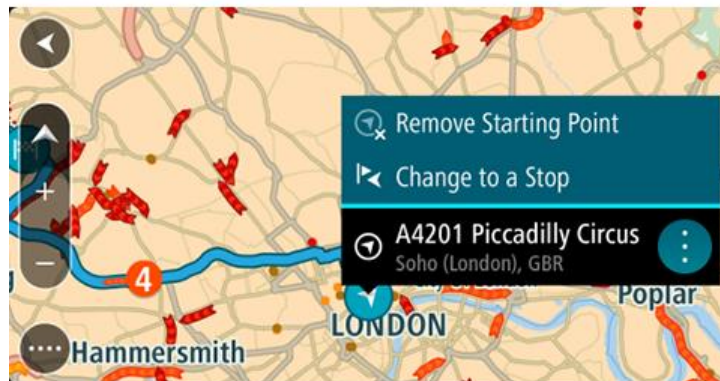 Remove Starting Point
Change to a Stop
A4201 Piccadilly Circus
Soho (London), GBR
4
Poplar
LONDON
Hammersmith